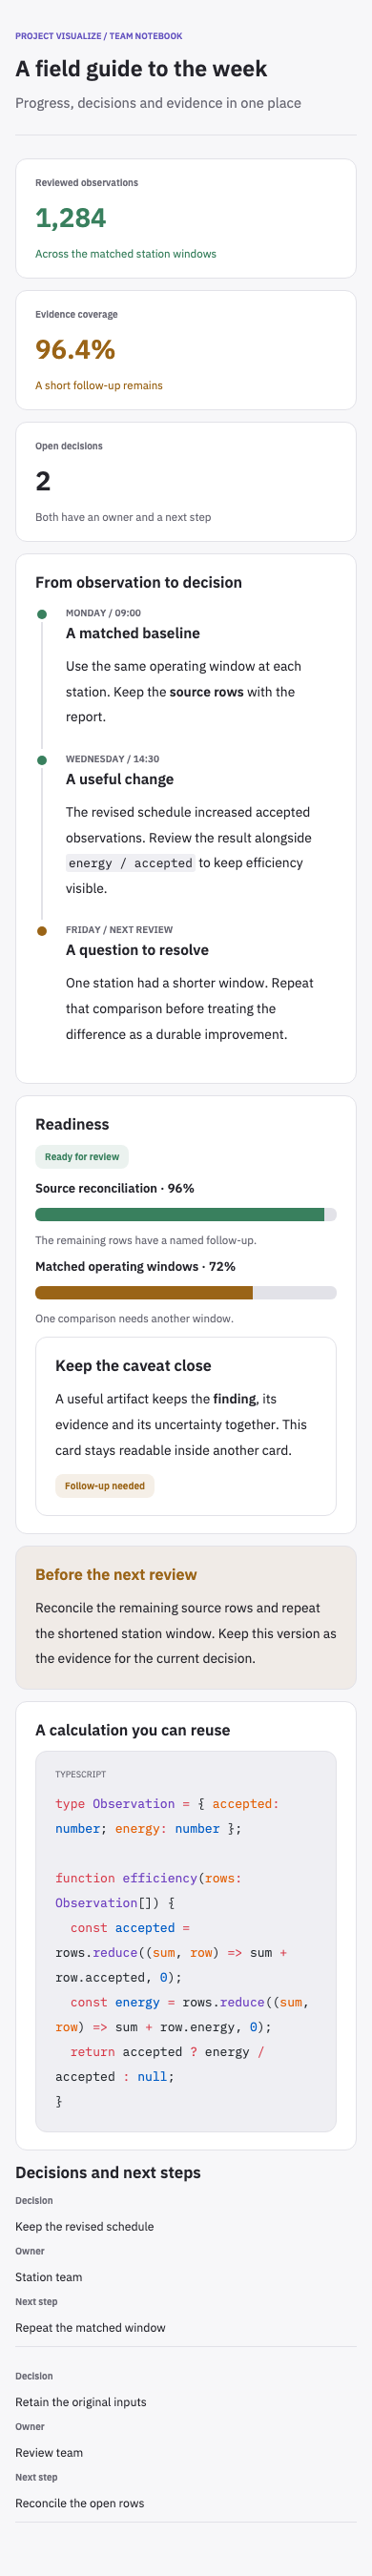 PROJECT VISUALIZE / TEAM NOTEBOOK
A field guide to the week
Progress, decisions and evidence in one place
Reviewed observations
1,284
Across the matched station windows
Evidence coverage
96.4%
A short follow-up remains
Open decisions
2
Both have an owner and a next step
From observation to decision
MONDAY / 09:00
A matched baseline
Use the same operating window at each
station. Keep the source rows with the
report.
WEDNESDAY / 14:30
A useful change
The revised schedule increased accepted
observations. Review the result alongside
energy / accepted to keep efficiency
visible.
FRIDAY / NEXT REVIEW
A question to resolve
One station had a shorter window. Repeat
that comparison before treating the
difference as a durable improvement.
Readiness
Ready for review
Source reconciliation · 96%
The remaining rows have a named follow-up.
Matched operating windows · 72%
One comparison needs another window.
Keep the caveat close
A useful artifact keeps the finding, its
evidence and its uncertainty together. This
card stays readable inside another card.
Follow-up needed
Before the next review
Reconcile the remaining source rows and repeat
the shortened station window. Keep this version as
the evidence for the current decision.
A calculation you can reuse
TYPESCRIPT
type Observation = { accepted:
number; energy: number };
function efficiency(rows:
Observation[]) {
  const accepted =
rows.reduce((sum, row) => sum +
row.accepted, 0);
  const energy = rows.reduce((sum,
row) => sum + row.energy, 0);
  return accepted ? energy /
accepted : null;
}
Decisions and next steps
Decision
Keep the revised schedule
Owner
Station team
Next step
Repeat the matched window
Decision
Retain the original inputs
Owner
Review team
Next step
Reconcile the open rows